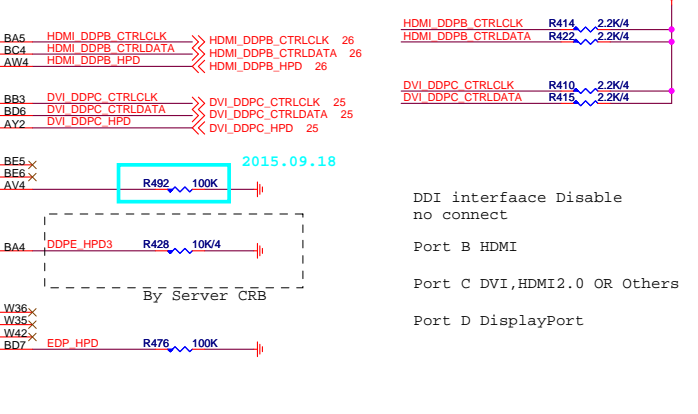 BA5 HDMI_DDPB_CTRLCLK HDMI_DDPB_CTRLCLK 26
BC4 HDMI_DDPB_CTRLDATA HDMI_DDPB_CTRLDATA 26
AW4 HDMI_DDPB_HPD HDMI_DDPB_HPD 26
BB3 DVI_DDPC_CTRLCLK DVI_DDPC_CTRLCLK 25
BD6 DVI_DDPC_CTRLDATA DVI_DDPC_CTRLDATA 25
AY2 DVI_DDPC_HPD DVI_DDPC_HPD 25
HDMI_DDPB_CTRLCLK R414 2.2K/4
HDMI_DDPB_CTRLDATA R422 2.2K/4
DVI_DDPC_CTRLCLK R410 2.2K/4
DVI_DDPC_CTRLDATA R415 2.2K/4
2015.09.18
BE5
BE6
AV4 R492 100K
BA4 DDPE_HPD3 R428 10K/4
By Server CRB
W36
W35
W42
BD7 EDP_HPD R476 100K
DDI interfaace Disable
no connect
Port B HDMI
Port C DVI,HDMI2.0 OR Others
Port D DisplayPort